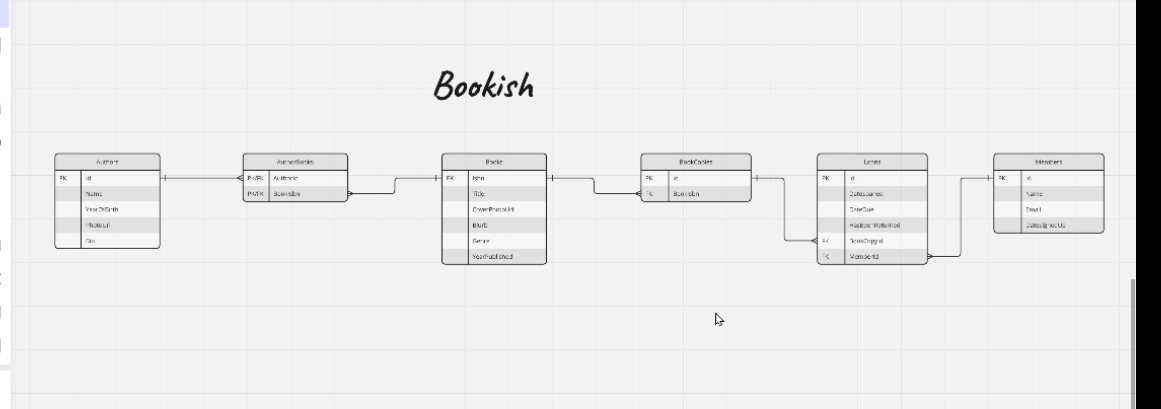 Bookish
Authors
PK Id
Name
YearOfBirth
PhotoUrl
Bio
AuthorBooks
PK/FK AuthorId
PK/FK BookIsbn
Books
PK Isbn
Title
CoverPhotoUrl
Blurb
Genre
YearPublished
BookCopies
PK Id
FK BookIsbn
Loans
PK Id
DateLoaned
DateDue
HasBeenReturned
FK BookCopyId
FK MemberId
Members
PK Id
Name
Email
DateSignedUp